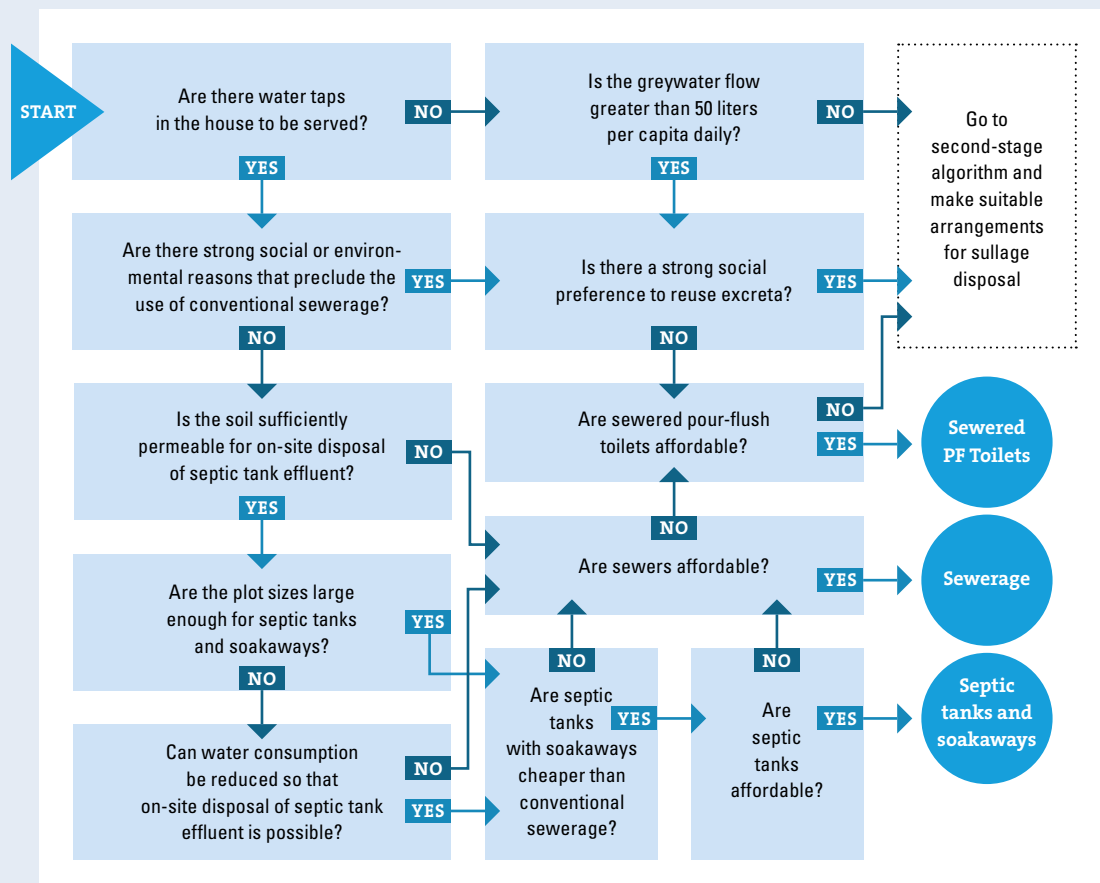 START
Are there water taps
in the house to be served?
NO
YES
Is the greywater flow
greater than 50 liters
per capita daily?
NO
YES
Go to
second-stage
algorithm and
make suitable
arrangements
for sullage
disposal
Are there strong social or environ-
mental reasons that preclude the
use of conventional sewerage?
YES
NO
Is there a strong social
preference to reuse excreta?
YES
NO
Is the soil sufficiently
permeable for on-site disposal
of septic tank effluent?
NO
YES
Are sewered pour-flush
toilets affordable?
NO
YES
Sewered
PF Toilets
NO
Are sewers affordable?
YES
Sewerage
Are the plot sizes large
enough for septic tanks
and soakaways?
YES
NO
Can water consumption
be reduced so that
on-site disposal of septic tank
effluent is possible?
NO
YES
NO
Are septic
tanks
with soakaways
cheaper than
conventional
sewerage?
YES
NO
Are
septic
tanks
affordable?
YES
Septic
tanks and
soakaways